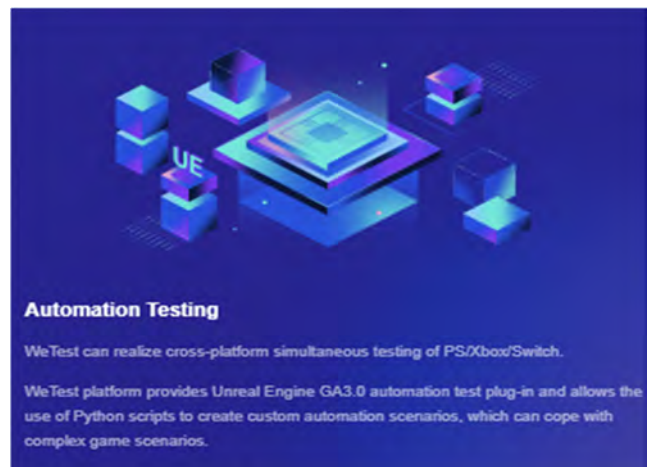 UE
Automation Testing
WeTest can realize cross-platform simultaneous testing of PS/Xbox/Switch.
WeTest platform provides Unreal Engine GA3.0 automation test plug-in and allows the
use of Python scripts to create custom automation scenarios, which can cope with
complex game scenarios.